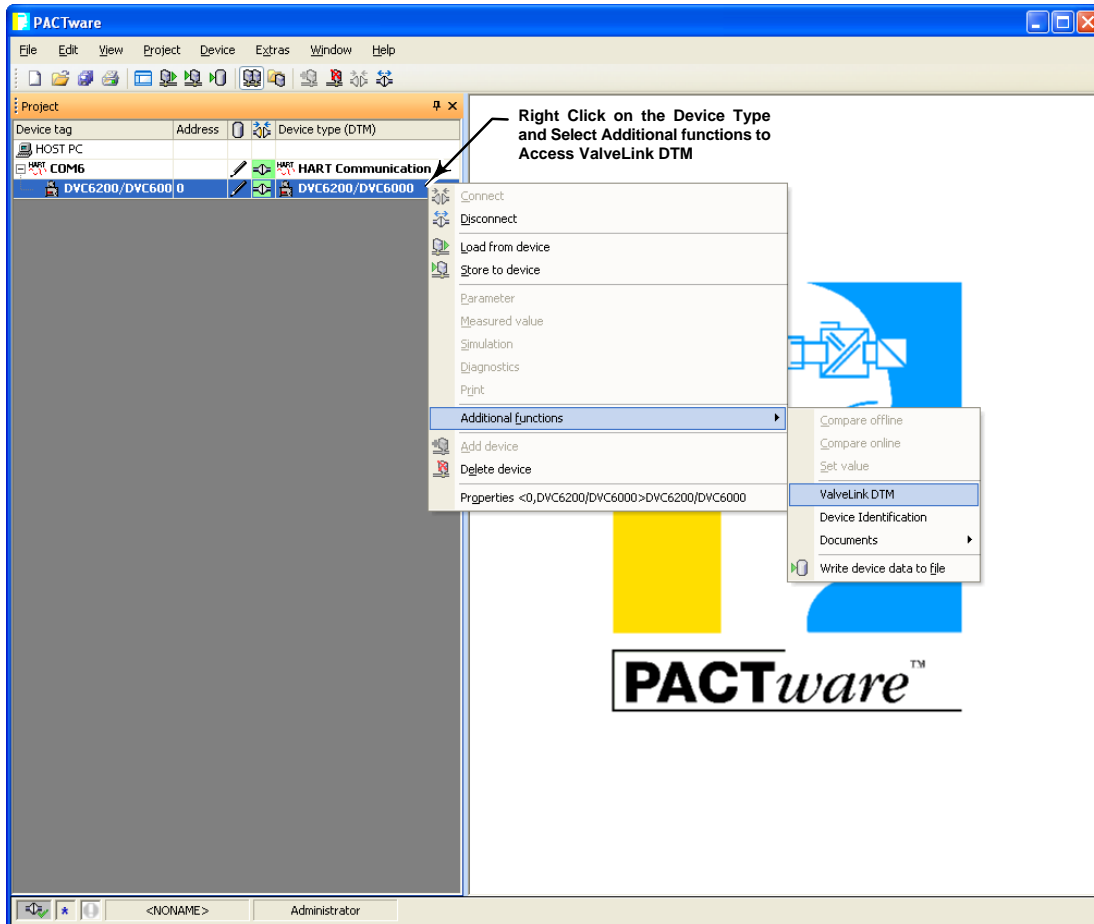 PACTware
File Edit View Project Device Extras Window Help
Project
Device tag Address Device type (DTM)
HOST PC
HART COM6 HART HART Communication
DVC6200/DVC600 0 DVC6200/DVC6000
Right Click on the Device Type
and Select Additional functions to
Access ValveLink DTM
Connect
Disconnect
Load from device
Store to device
Parameter
Measured value
Simulation
Diagnostics
Print
Additional functions
Add device
Delete device
Properties <0,DVC6200/DVC6000>DVC6200/DVC6000
Compare offline
Compare online
Set value
ValveLink DTM
Device Identification
Documents
Write device data to file
PACTware™
<NONAME> Administrator